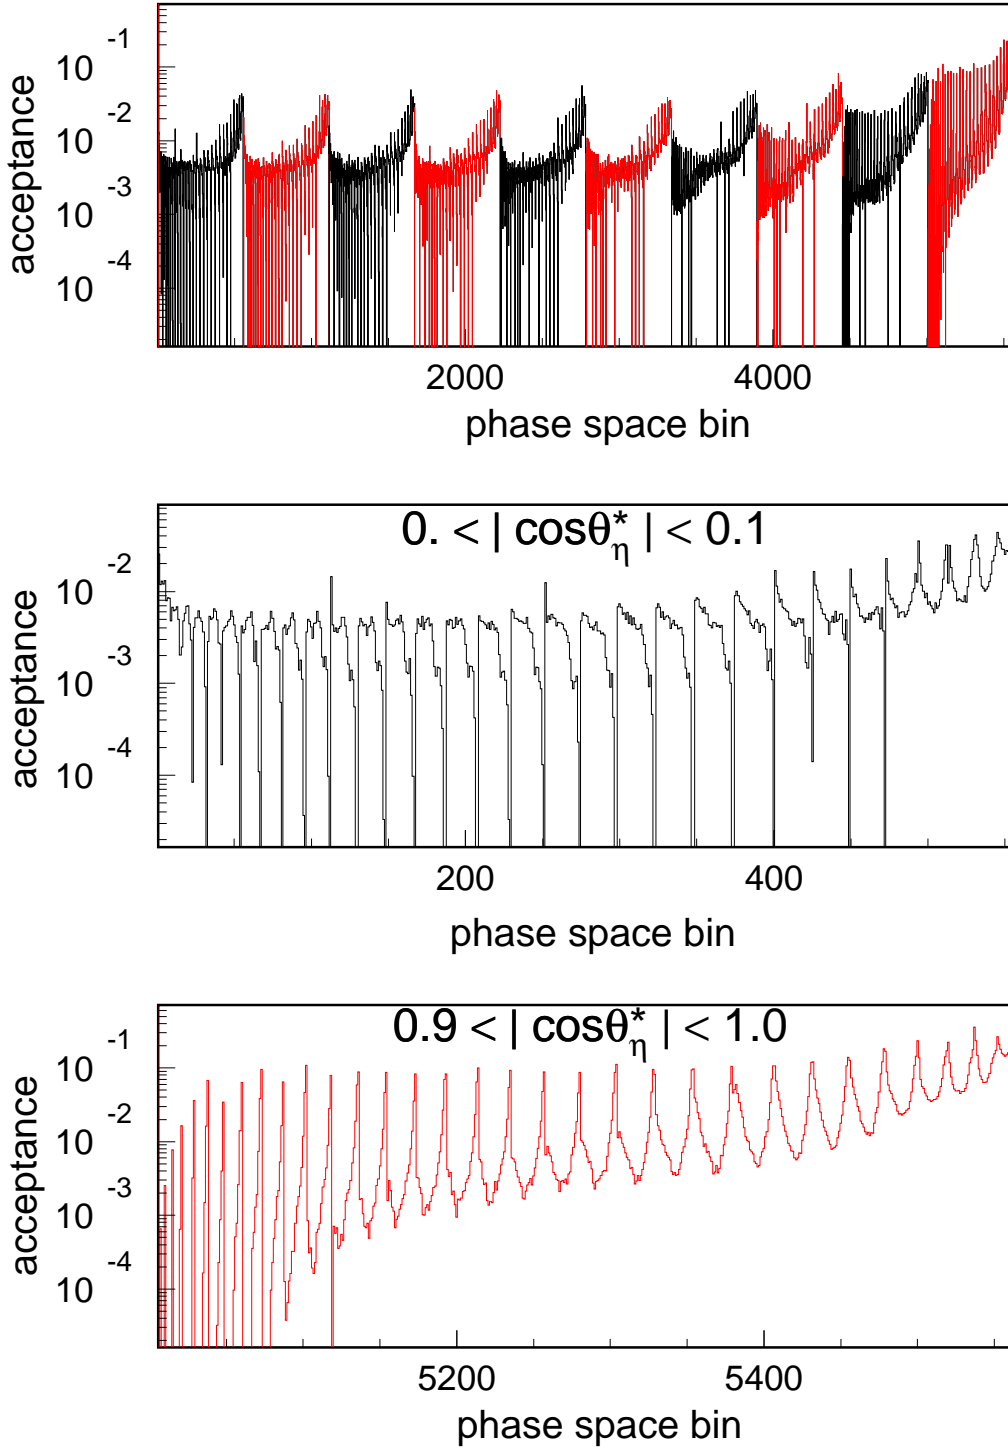 acceptance
10 -1
10 -2
10 -3
10 -4
2000 4000
phase space bin
0. < | cosθ*η | < 0.1
acceptance
10 -2
10 -3
10 -4
200 400
phase space bin
0.9 < | cosθ*η | < 1.0
acceptance
10 -1
10 -2
10 -3
10 -4
5200 5400
phase space bin